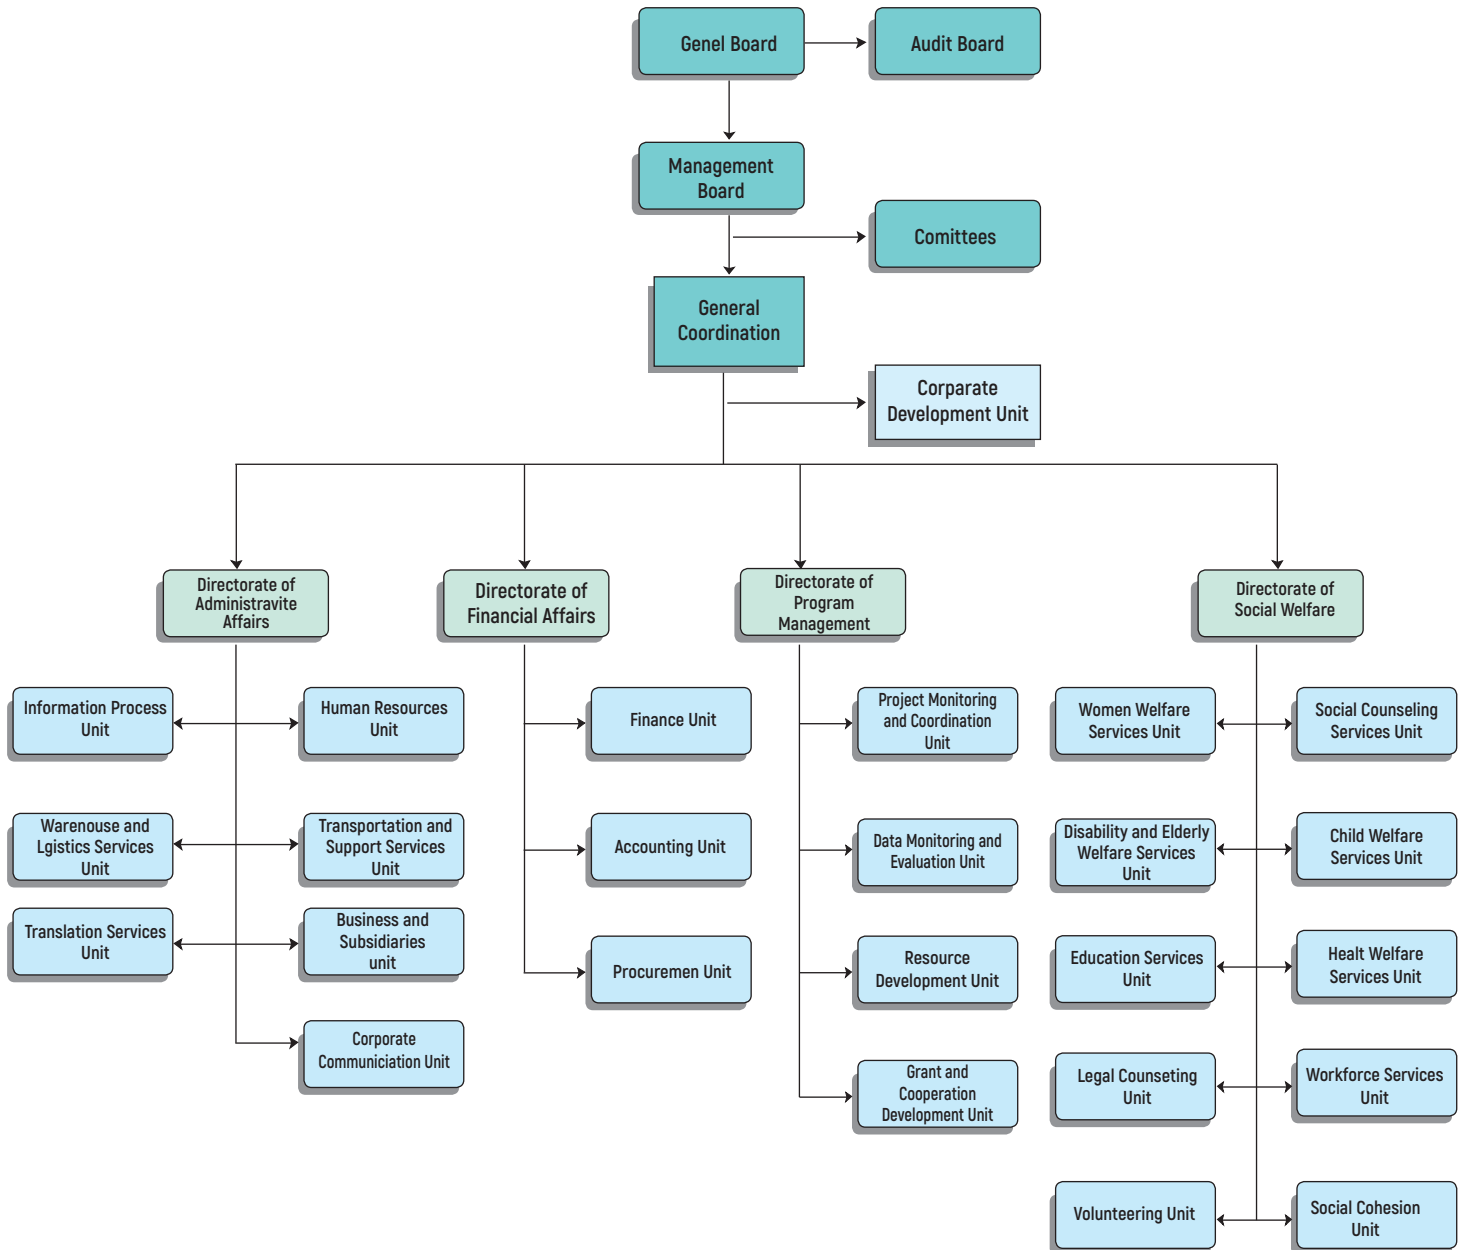 Genel Board
Audit Board
Management
Board
Comittees
General
Coordination
Corparate
Development Unit
Directorate of
Administravite
Affairs
Directorate of
Financial Affairs
Directorate of
Program
Management
Directorate of
Social Welfare
Information Process
Unit
Human Resources
Unit
Finance Unit
Project Monitoring
and Coordination
Unit
Women Welfare
Services Unit
Social Counseling
Services Unit
Warenouse and
Lgistics Services
Unit
Transportation and
Support Services
Unit
Accounting Unit
Data Monitoring and
Evaluation Unit
Disability and Elderly
Welfare Services
Unit
Child Welfare
Services Unit
Translation Services
Unit
Business and
Subsidiaries
unit
Procuremen Unit
Resource
Development Unit
Education Services
Unit
Healt Welfare
Services Unit
Corporate
Communiciation Unit
Grant and
Cooperation
Development Unit
Legal Counseting
Unit
Workforce Services
Unit
Volunteering Unit
Social Cohesion
Unit